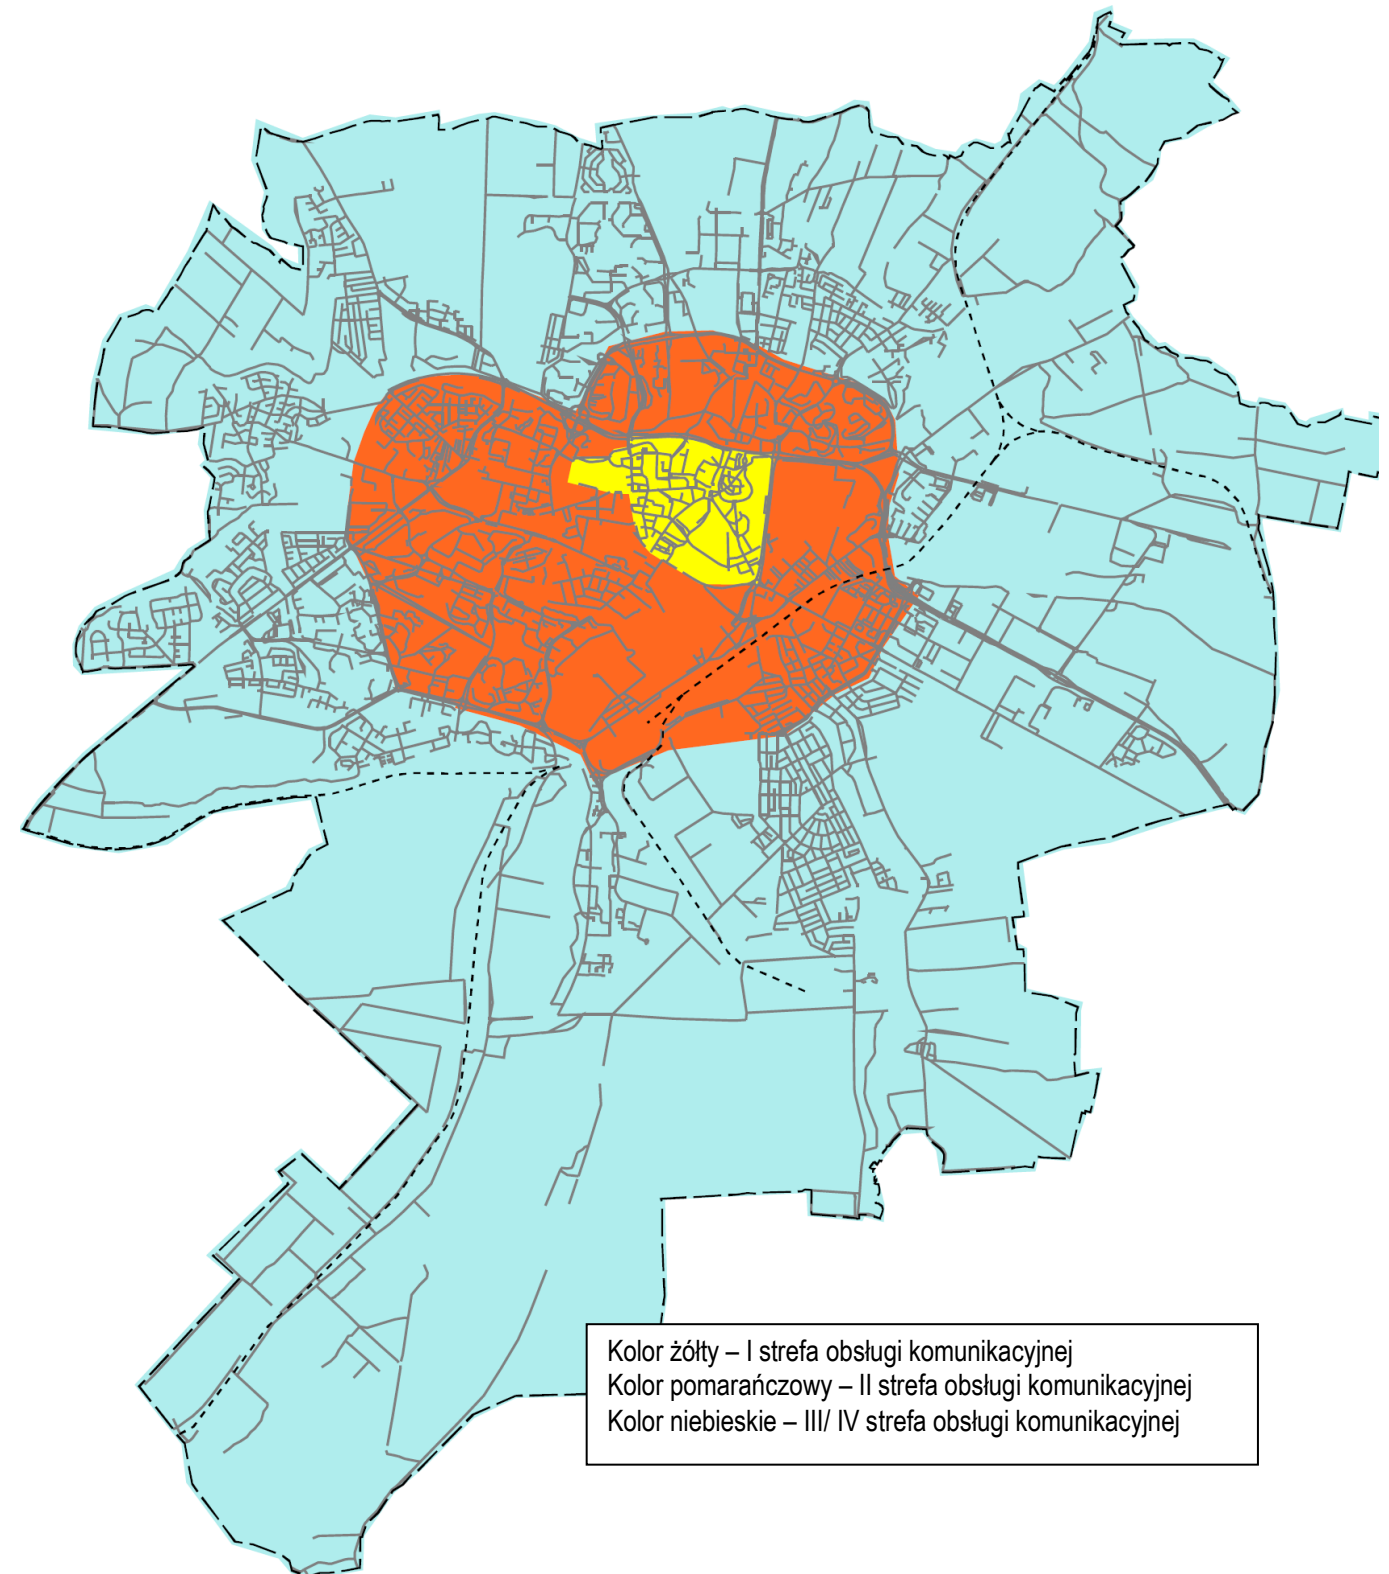 Kolor żółty – I strefa obsługi komunikacyjnej
Kolor pomarańczowy – II strefa obsługi komunikacyjnej
Kolor niebieskie – III/ IV strefa obsługi komunikacyjnej